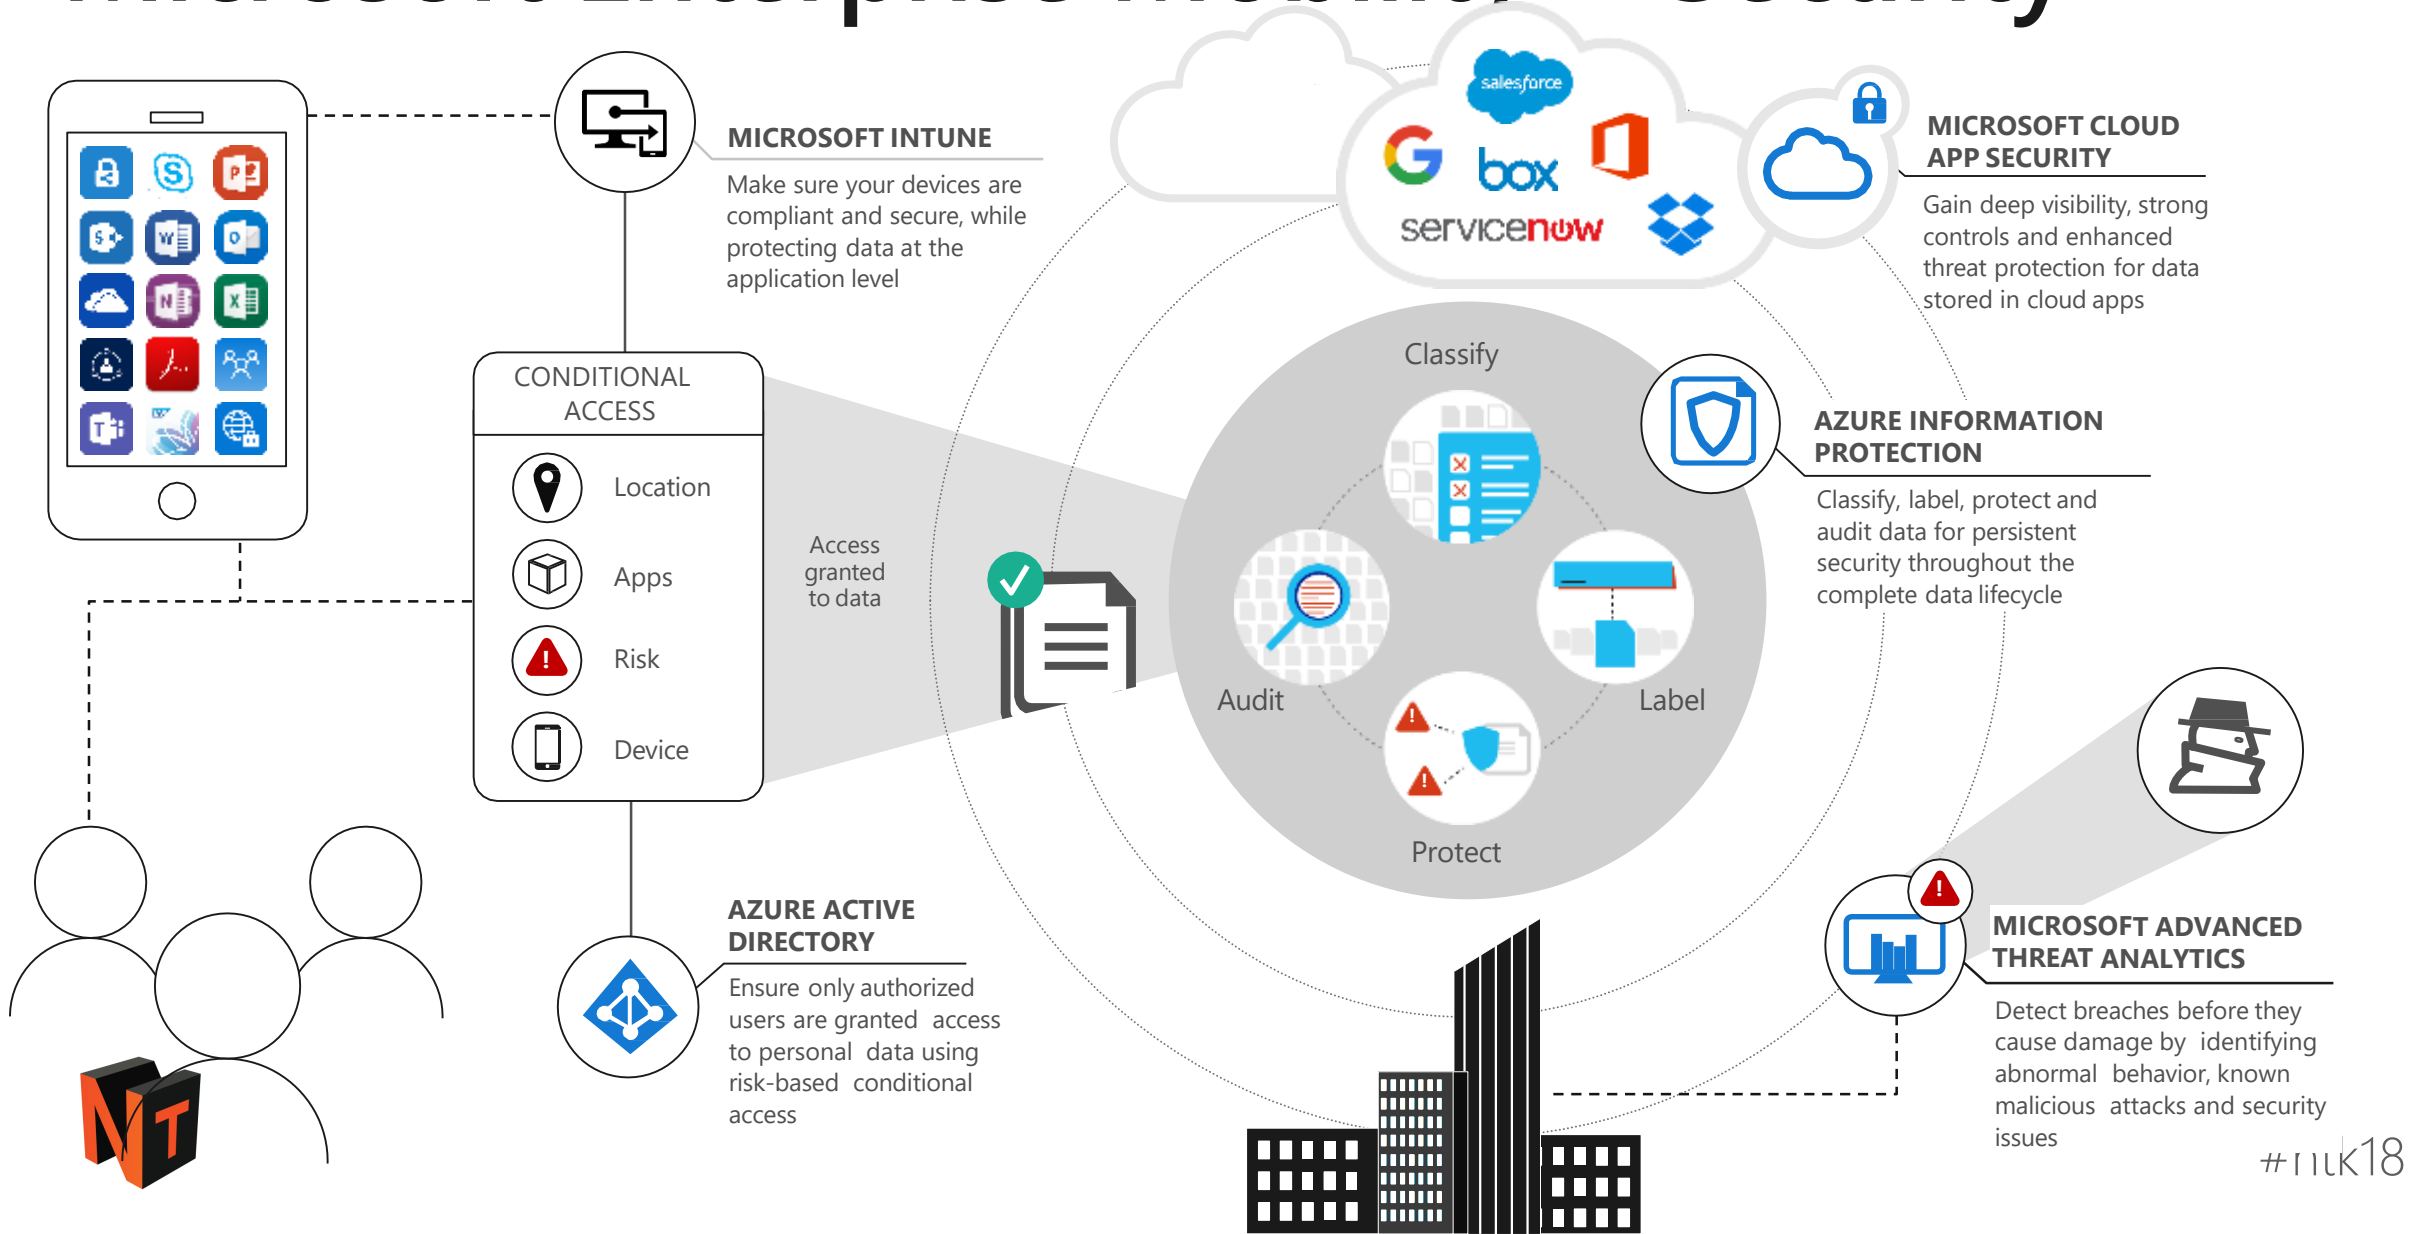 Microsoft Enterprise Mobility + Security
MICROSOFT INTUNE
Make sure your devices are
compliant and secure, while
protecting data at the
application level
CONDITIONAL
ACCESS
Location
Apps
Risk
Device
AZURE ACTIVE
DIRECTORY
Ensure only authorized
users are granted access
to personal data using
risk-based conditional
access
Access
granted
to data
salesforce
G
box
servicenow
MICROSOFT CLOUD
APP SECURITY
Gain deep visibility, strong
controls and enhanced
threat protection for data
stored in cloud apps
Classify
Audit
Label
Protect
AZURE INFORMATION
PROTECTION
Classify, label, protect and
audit data for persistent
security throughout the
complete data lifecycle
MICROSOFT ADVANCED
THREAT ANALYTICS
Detect breaches before they
cause damage by identifying
abnormal behavior, known
malicious attacks and security
issues
NT